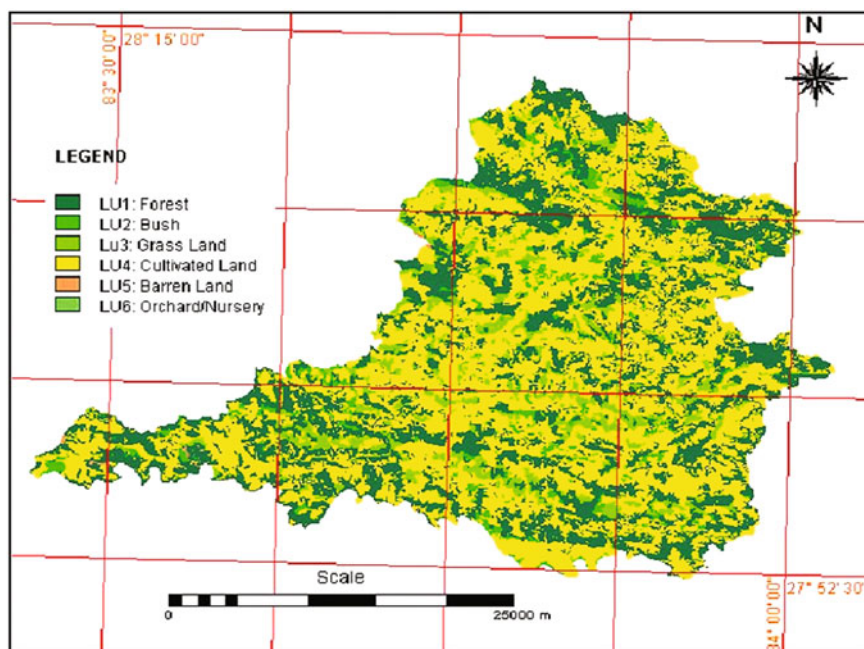 N
28° 15' 00"
83° 30' 00"
LEGEND
LU1: Forest
LU2: Bush
Lu3: Grass Land
LU4: Cultivated Land
LU5: Barren Land
LU6: Orchard/Nursery
Scale
0 25000 m
27° 52' 30"
84° 00' 00"